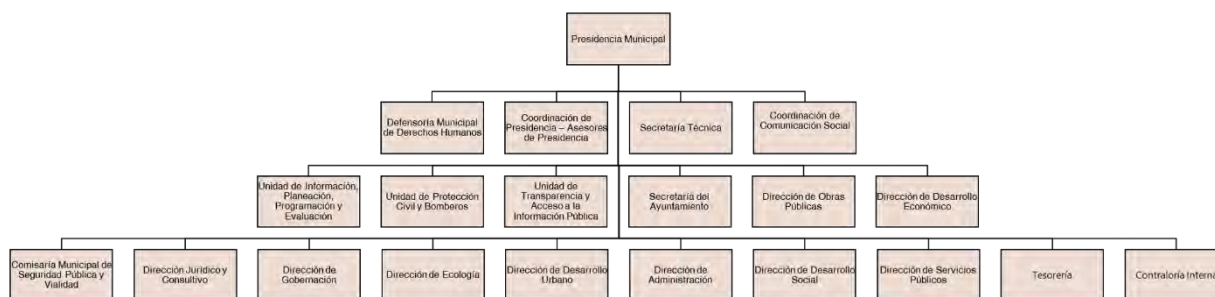 Presidencia Municipal
Defensoría Municipal
de Derechos Humanos
Coordinación de
Presidencia – Asesores
de Presidencia
Secretaría Técnica
Coordinación de
Comunicación Social
Unidad de Información,
Planeación,
Programación y
Evaluación
Unidad de Protección
Civil y Bomberos
Unidad de
Transparencia y
Acceso a la
Información Pública
Secretaría del
Ayuntamiento
Dirección de Obras
Públicas
Dirección de Desarrollo
Económico
Comisaría Municipal de
Seguridad Pública y
Vialidad
Dirección Jurídico y
Consultivo
Dirección de
Gobernación
Dirección de Ecología
Dirección de Desarrollo
Urbano
Dirección de
Administración
Dirección de Desarrollo
Social
Dirección de Servicios
Públicos
Tesorería
Contraloría Interna